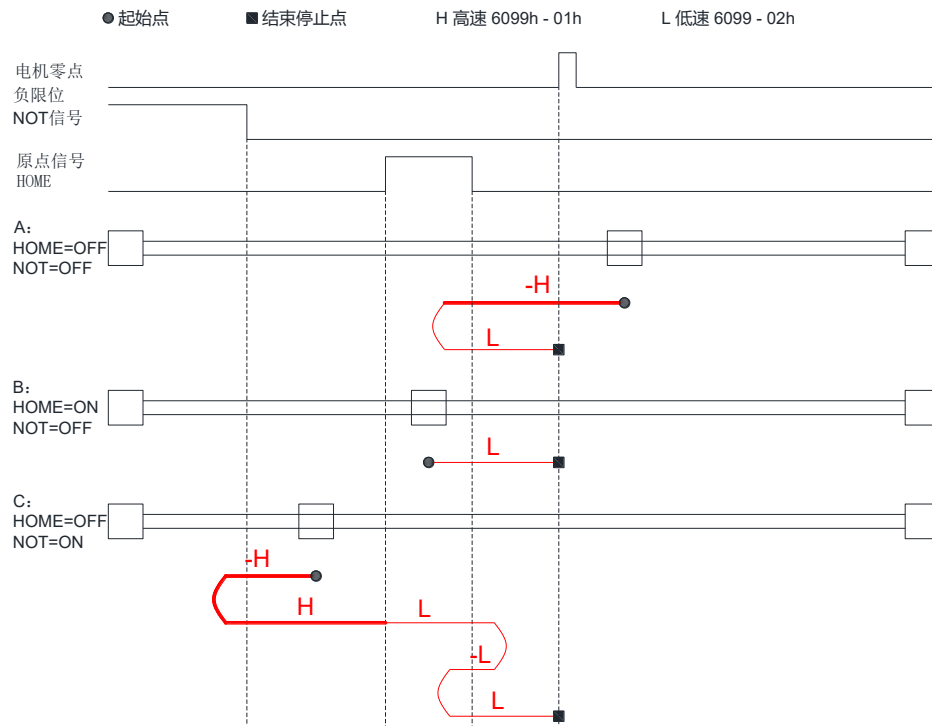 起始点 结束停止点 H 高速 6099h - 01h L 低速 6099 - 02h
电机零点
负限位
NOT信号
原点信号
HOME
A：
HOME=OFF
NOT=OFF
-H
L
B：
HOME=ON
NOT=OFF
L
C：
HOME=OFF
NOT=ON
-H
H L
-L
L